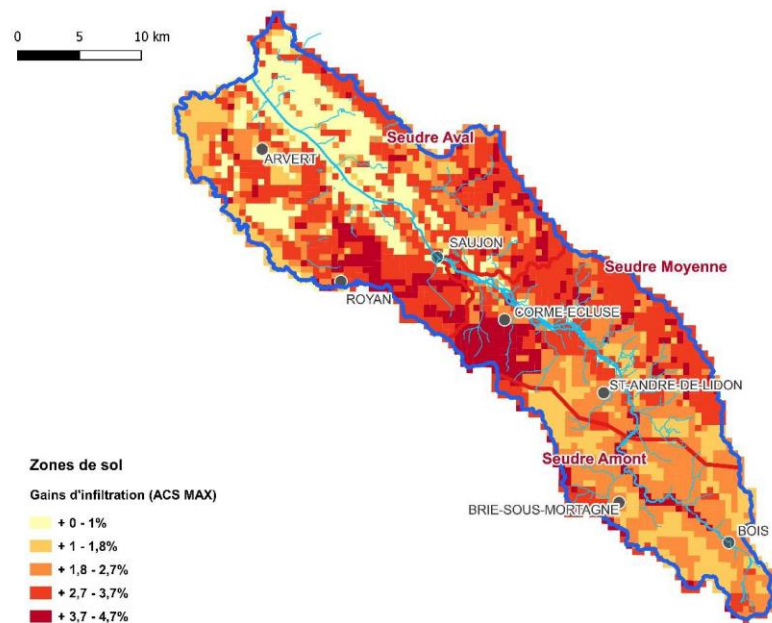 0 5 10 km
Seudre Aval
ARVERT
SAUJON
Seudre Moyenne
ROYAN
CORME-ECLUSE
ST-ANDRE-DE-LIDON
Seudre Amont
BRIE-SOUS-MORTAGNE
BOIS
Zones de sol
Gains d'infiltration (ACS MAX)
+ 0 - 1%
+ 1 - 1,8%
+ 1,8 - 2,7%
+ 2,7 - 3,7%
+ 3,7 - 4,7%